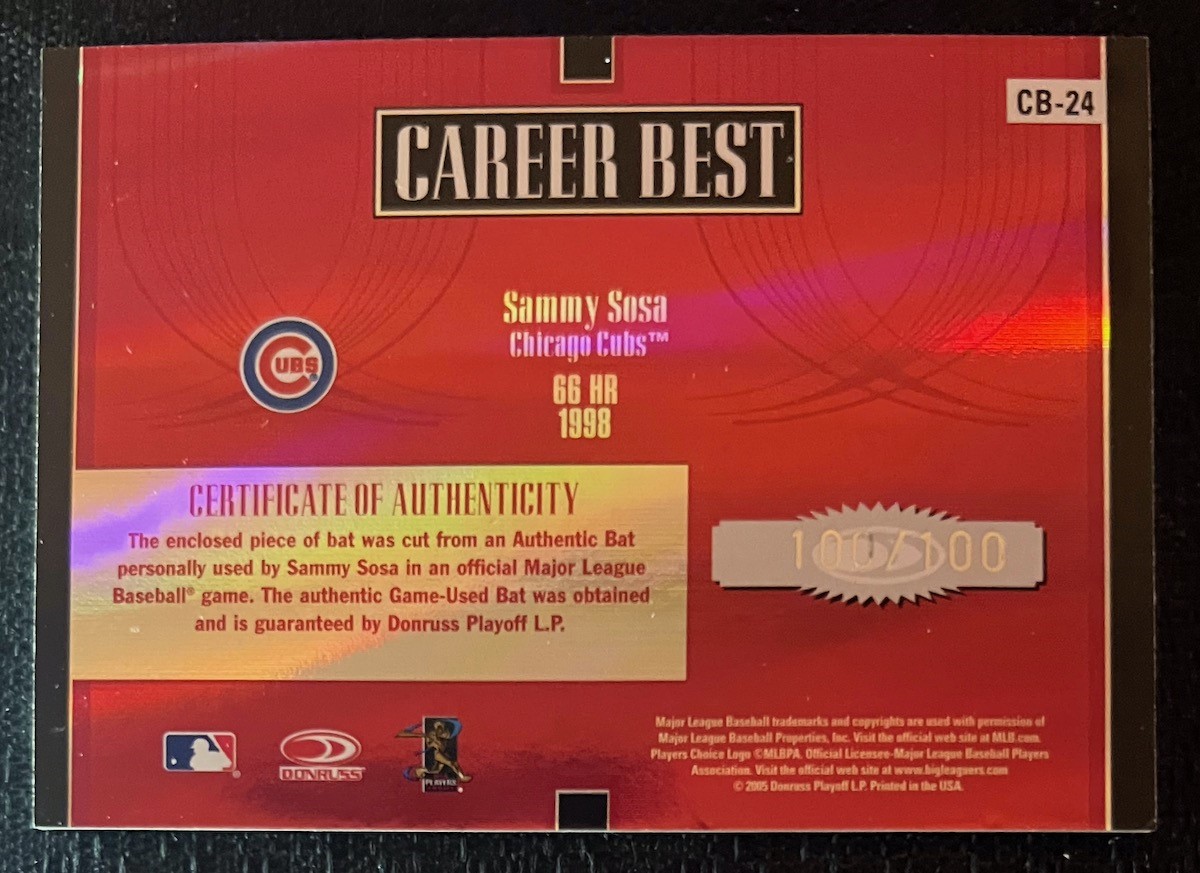 CB-24
CAREER BEST
Sammy Sosa
Chicago Cubs™
66 HR
1998
CUBS®
CERTIFICATE OF AUTHENTICITY
The enclosed piece of bat was cut from an Authentic Bat
personally used by Sammy Sosa in an official Major League
Baseball® game. The authentic Game-Used Bat was obtained
and is guaranteed by Donruss Playoff L.P.
100/100
DONRUSS
PLAYERS
Major League Baseball trademarks and copyrights are used with permission of
Major League Baseball Properties, Inc. Visit the official web site at MLB.com.
Players Choice Logo ©MLBPA. Official Licensee-Major League Baseball Players
Association. Visit the official web site at www.bigleaguers.com
© 2005 Donruss Playoff L.P. Printed in the USA.